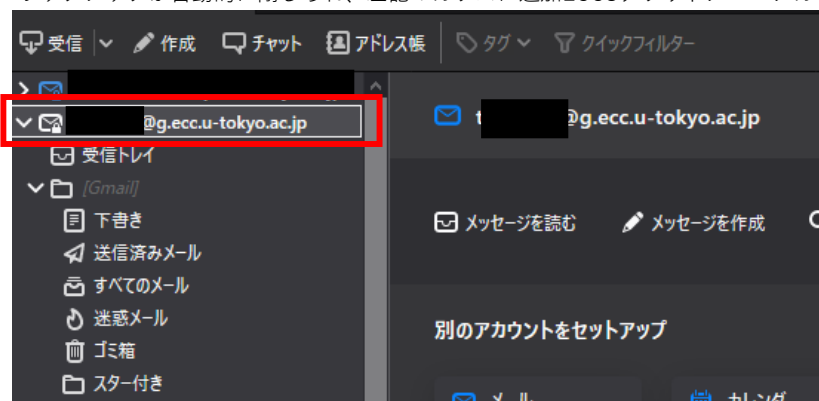 受信 作成 チャット アドレス帳 タグ クイックフィルター
@g.ecc.u-tokyo.ac.jp
t @g.ecc.u-tokyo.ac.jp
受信トレイ
[Gmail]
下書き
メッセージを読む メッセージを作成
送信済みメール
すべてのメール
迷惑メール
別のアカウントをセットアップ
ゴミ箱
スター付き